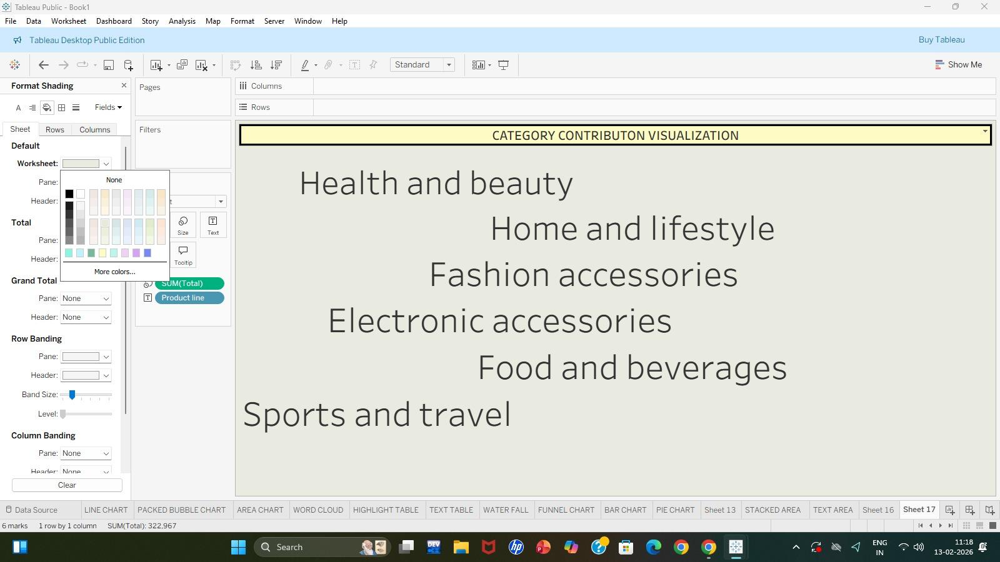 Tableau Public - Book1
File Data Worksheet Dashboard Story Analysis Map Format Server Window Help
Tableau Desktop Public Edition
Buy Tableau
Standard
Show Me
Format Shading
Fields
Sheet Rows Columns
Default
Worksheet:
Pane:
Header:
Total
Pane:
Header:
Grand Total
Pane: None
Header: None
Row Banding
Pane:
Header:
Band Size:
Level:
Column Banding
Pane: None
Header: None
Clear
None
More colors...
Pages
Filters
Size
Text
Tooltip
SUM(Total)
Product line
Columns
Rows
CATEGORY CONTRIBUTON VISUALIZATION
Health and beauty
Home and lifestyle
Fashion accessories
Electronic accessories
Food and beverages
Sports and travel
Data Source LINE CHART PACKED BUBBLE CHART AREA CHART WORD CLOUD HIGHLIGHT TABLE TEXT TABLE WATER FALL FUNNEL CHART BAR CHART PIE CHART Sheet 13 STACKED AREA TEXT AREA Sheet 16 Sheet 17
6 marks 1 row by 1 column SUM(Total): 322,967
Search
DEV
hp
ENG
IN
11:18
13-02-2026